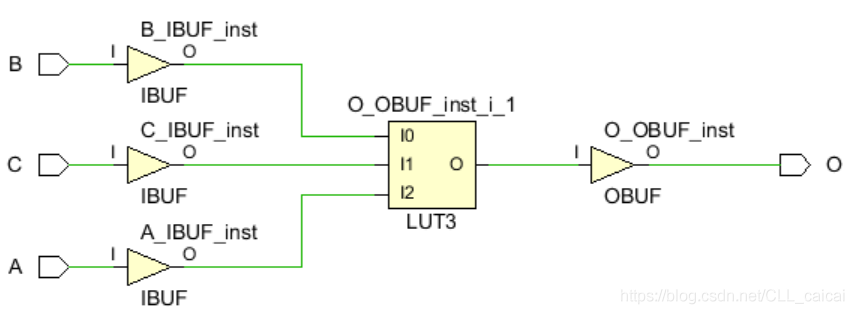 B_IBUF_inst
B I O
IBUF
C_IBUF_inst O_OBUF_inst_i_1 O_OBUF_inst
C I O I0 I1 I2 O I O O
IBUF LUT3 OBUF
A_IBUF_inst
A I O
IBUF
https://blog.csdn.net/CLL_caicai